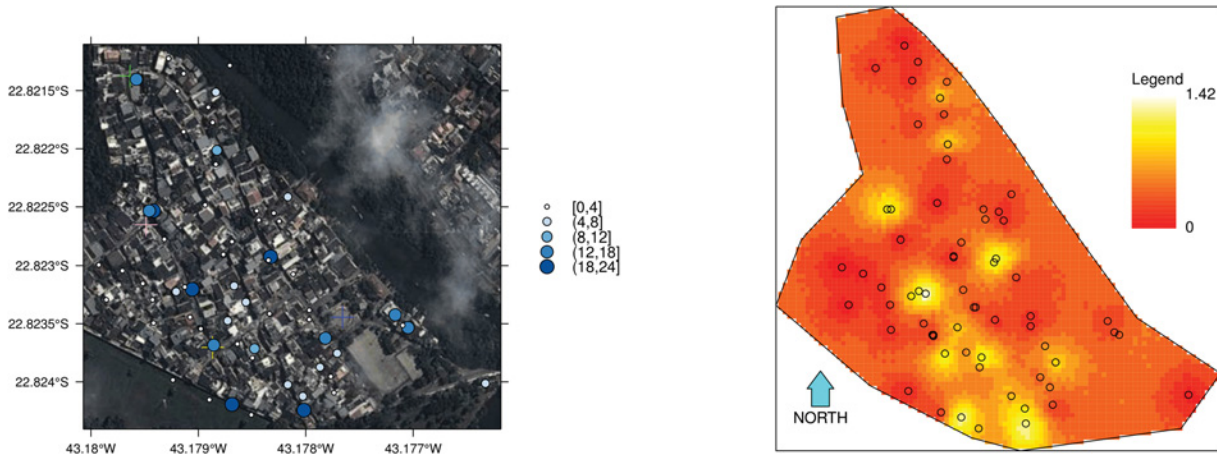 22.8215°S
22.822°S
22.8225°S
22.823°S
22.8235°S
22.824°S
43.18°W
43.179°W
43.178°W
43.177°W
[0,4]
(4,8]
(8,12]
(12,18]
(18,24]
Legend
1.42
0
NORTH